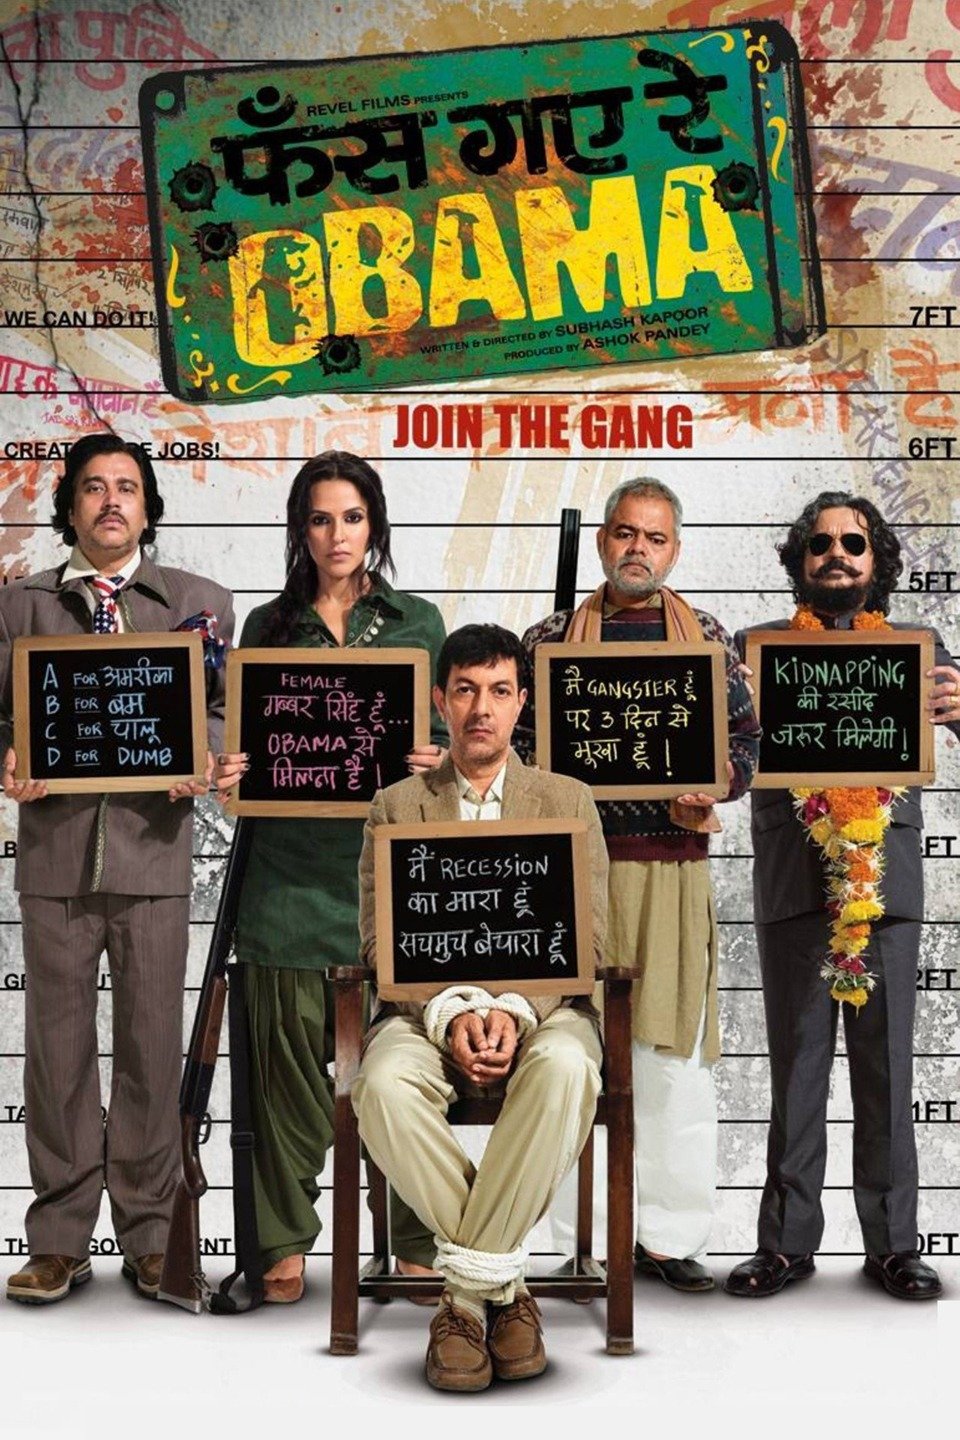 REVEL FILMS PRESENTS
फँस गए रे
OBAMA
WRITTEN & DIRECTED BY SUBHASH KAPOOR
PRODUCED BY ASHOK PANDEY
WE CAN DO IT!
7FT
JOIN THE GANG
JOBS!
6FT
5FT
A FOR अमरीका
B FOR बम
C FOR चालू
D FOR DUMB
FEMALE
गब्बर सिंह हूं...
OBAMA से
मिलना है!
मैं GANGSTER हूं
पर 3 दिन से
भूखा हूं!
KIDNAPPING
की रसीद
जरूर मिलेगी!
मैं RECESSION
का मारा हूं
सचमुच बेचारा हूं
FT
2FT
1FT
0FT